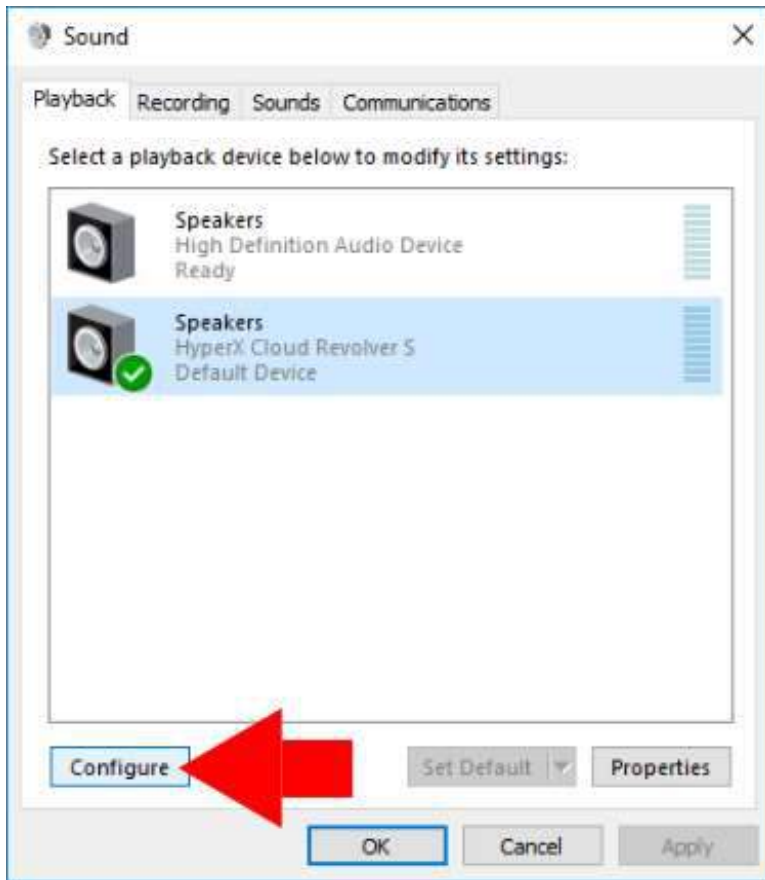 Sound
Playback Recording Sounds Communications
Select a playback device below to modify its settings:
Speakers
High Definition Audio Device
Ready
Speakers
HyperX Cloud Revolver S
Default Device
Configure Set Default Properties
OK Cancel Apply